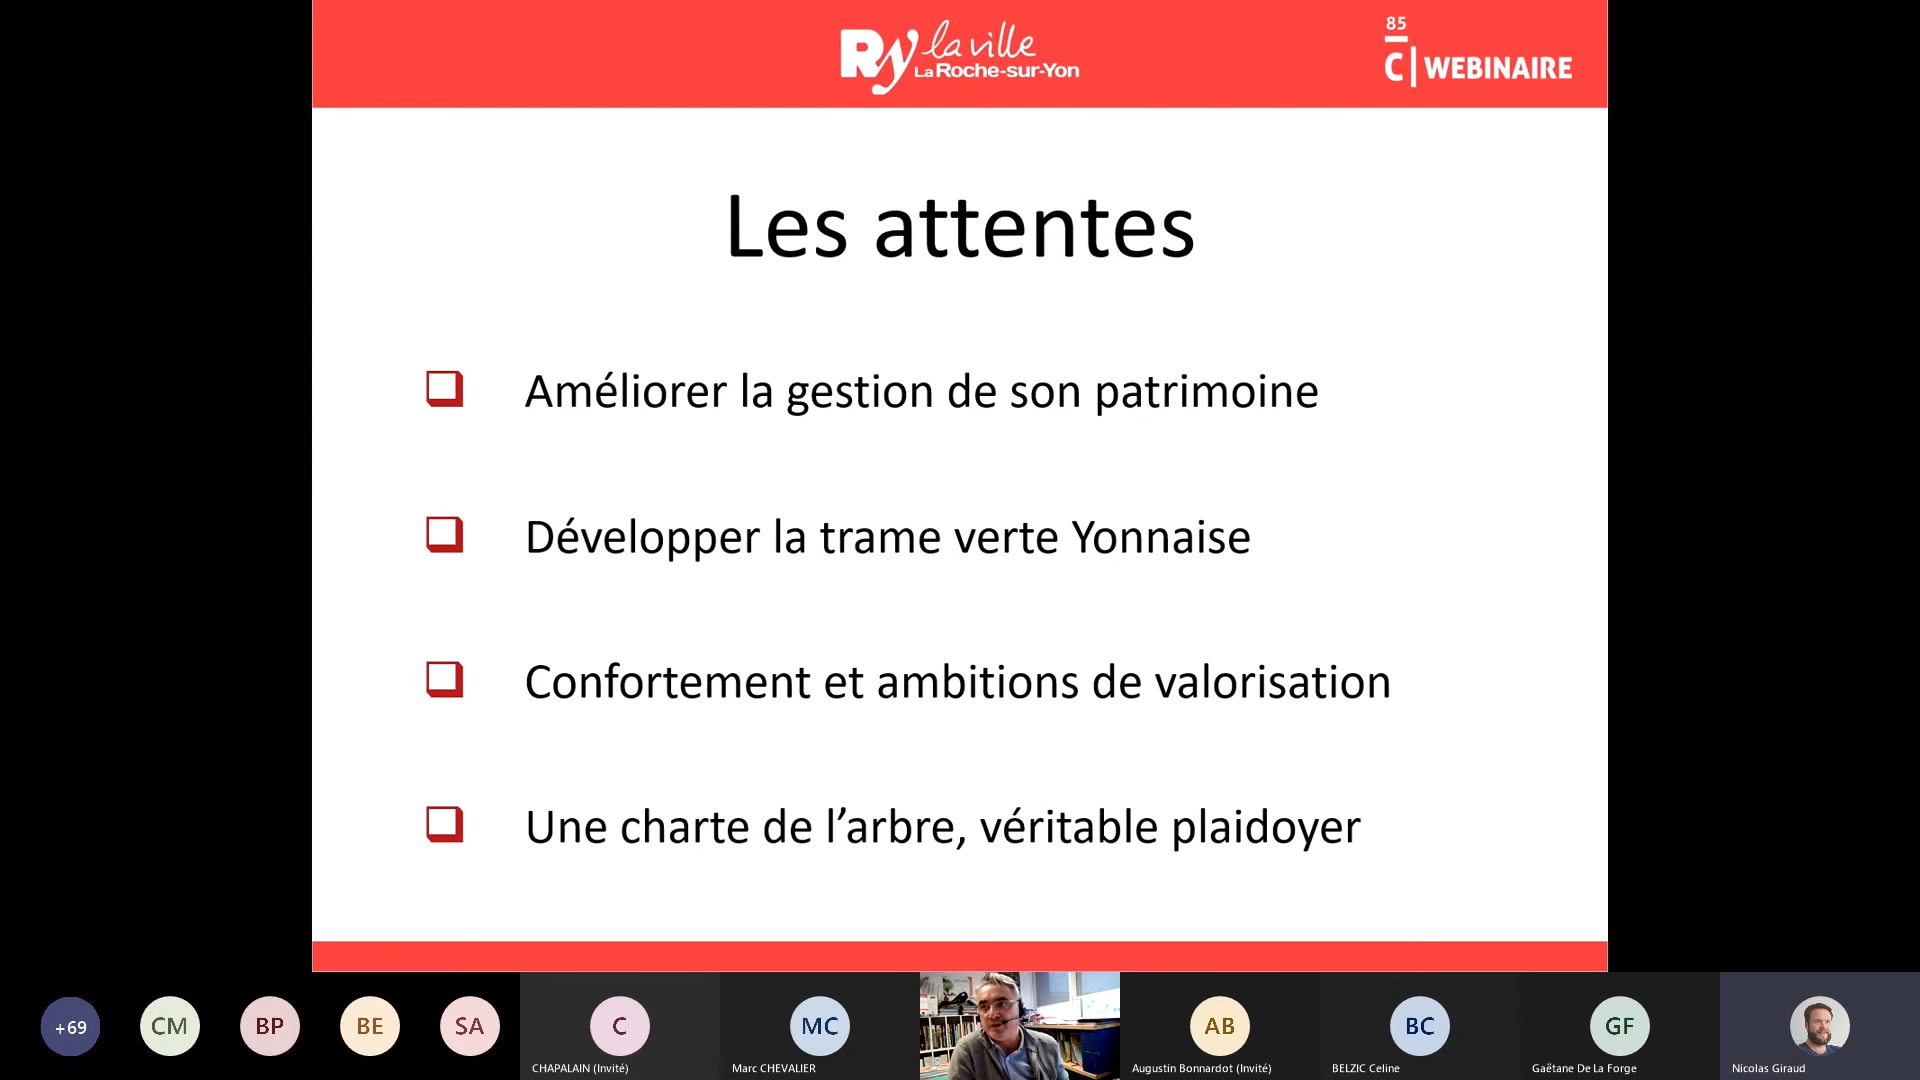 Ry la ville
La Roche-sur-Yon
85
C | WEBINAIRE
Les attentes
Améliorer la gestion de son patrimoine
Développer la trame verte Yonnaise
Confortement et ambitions de valorisation
Une charte de l’arbre, véritable plaidoyer
+69
CM
BP
BE
SA
C
CHAPALAIN (Invité)
MC
Marc CHEVALIER
AB
Augustin Bonnardot (Invité)
BC
BELZIC Celine
GF
Gaëtane De La Forge
Nicolas Giraud